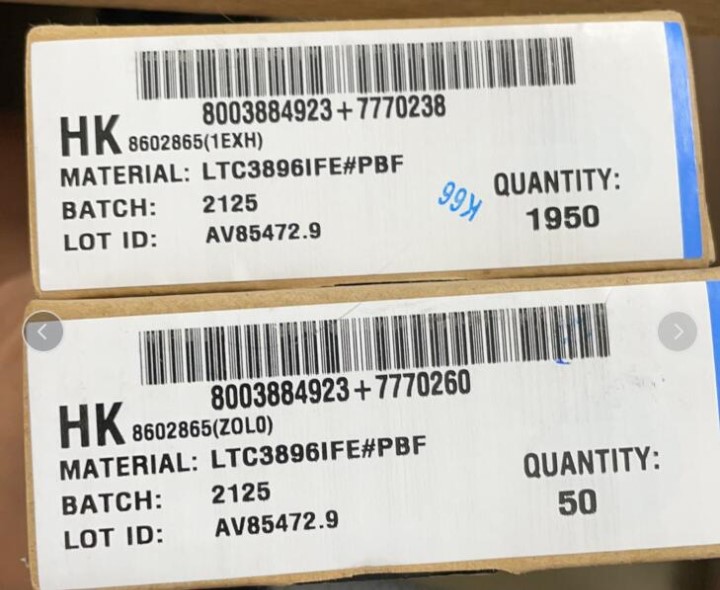 8003884923+7770238
HK 8602865(1EXH)
MATERIAL: LTC3896IFE#PBF
BATCH: 2125
LOT ID: AV85472.9
K66
QUANTITY:
1950
8003884923+7770260
HK 8602865(ZOL0)
MATERIAL: LTC3896IFE#PBF
BATCH: 2125
LOT ID: AV85472.9
QUANTITY:
50